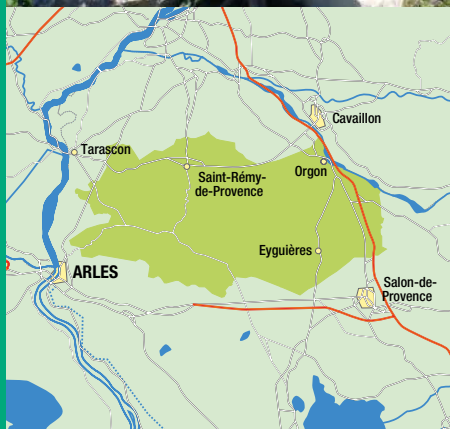 Cavaillon
Tarascon
Saint-Rémy-
de-Provence
Orgon
Eyguières
ARLES
Salon-de-
Provence